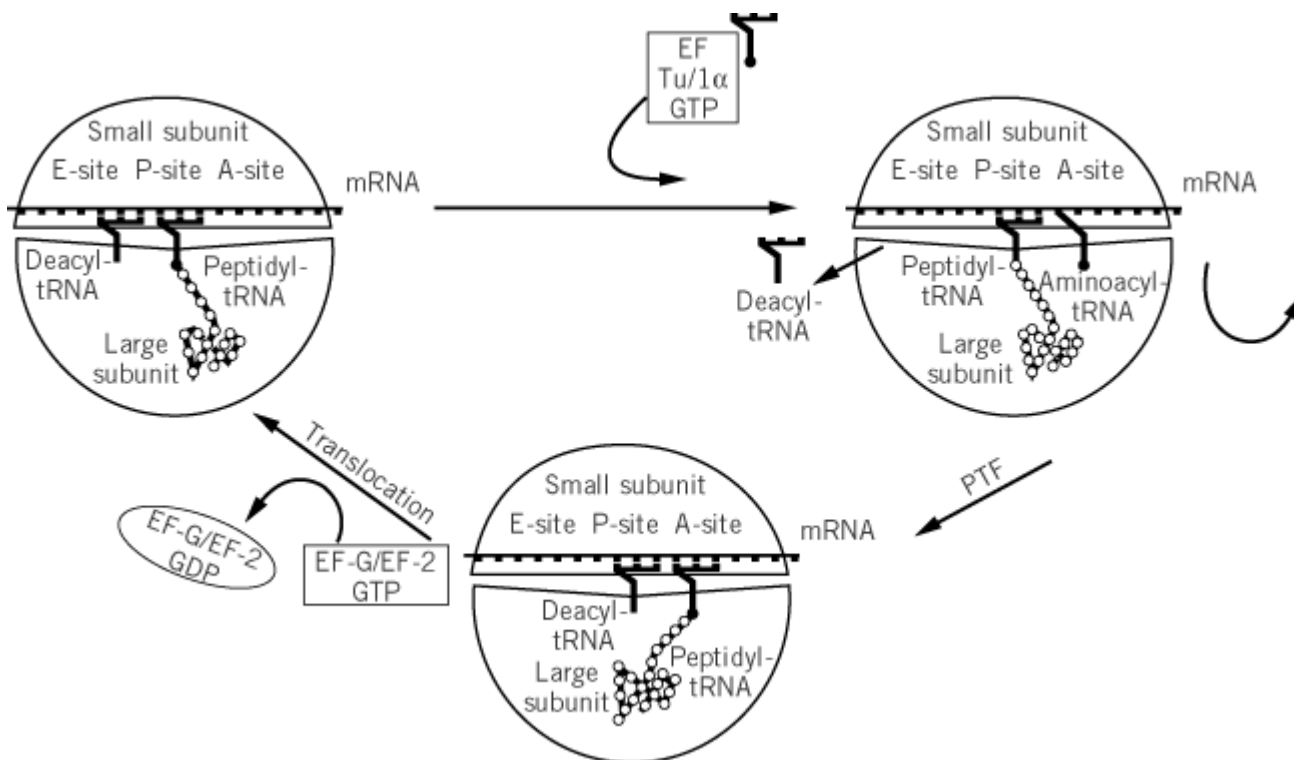 EF
Tu/1α
GTP
Small subunit
E-site P-site A-site
mRNA
Deacyl-
tRNA
Peptidyl-
tRNA
Large
subunit
Small subunit
E-site P-site A-site
mRNA
Deacyl-
tRNA
Peptidyl-
tRNA
Aminoacyl-
tRNA
Large
subunit
Translocation
PTF
EF-G/EF-2
GDP
EF-G/EF-2
GTP
Small subunit
E-site P-site A-site
mRNA
Deacyl-
tRNA
Peptidyl-
tRNA
Large
subunit